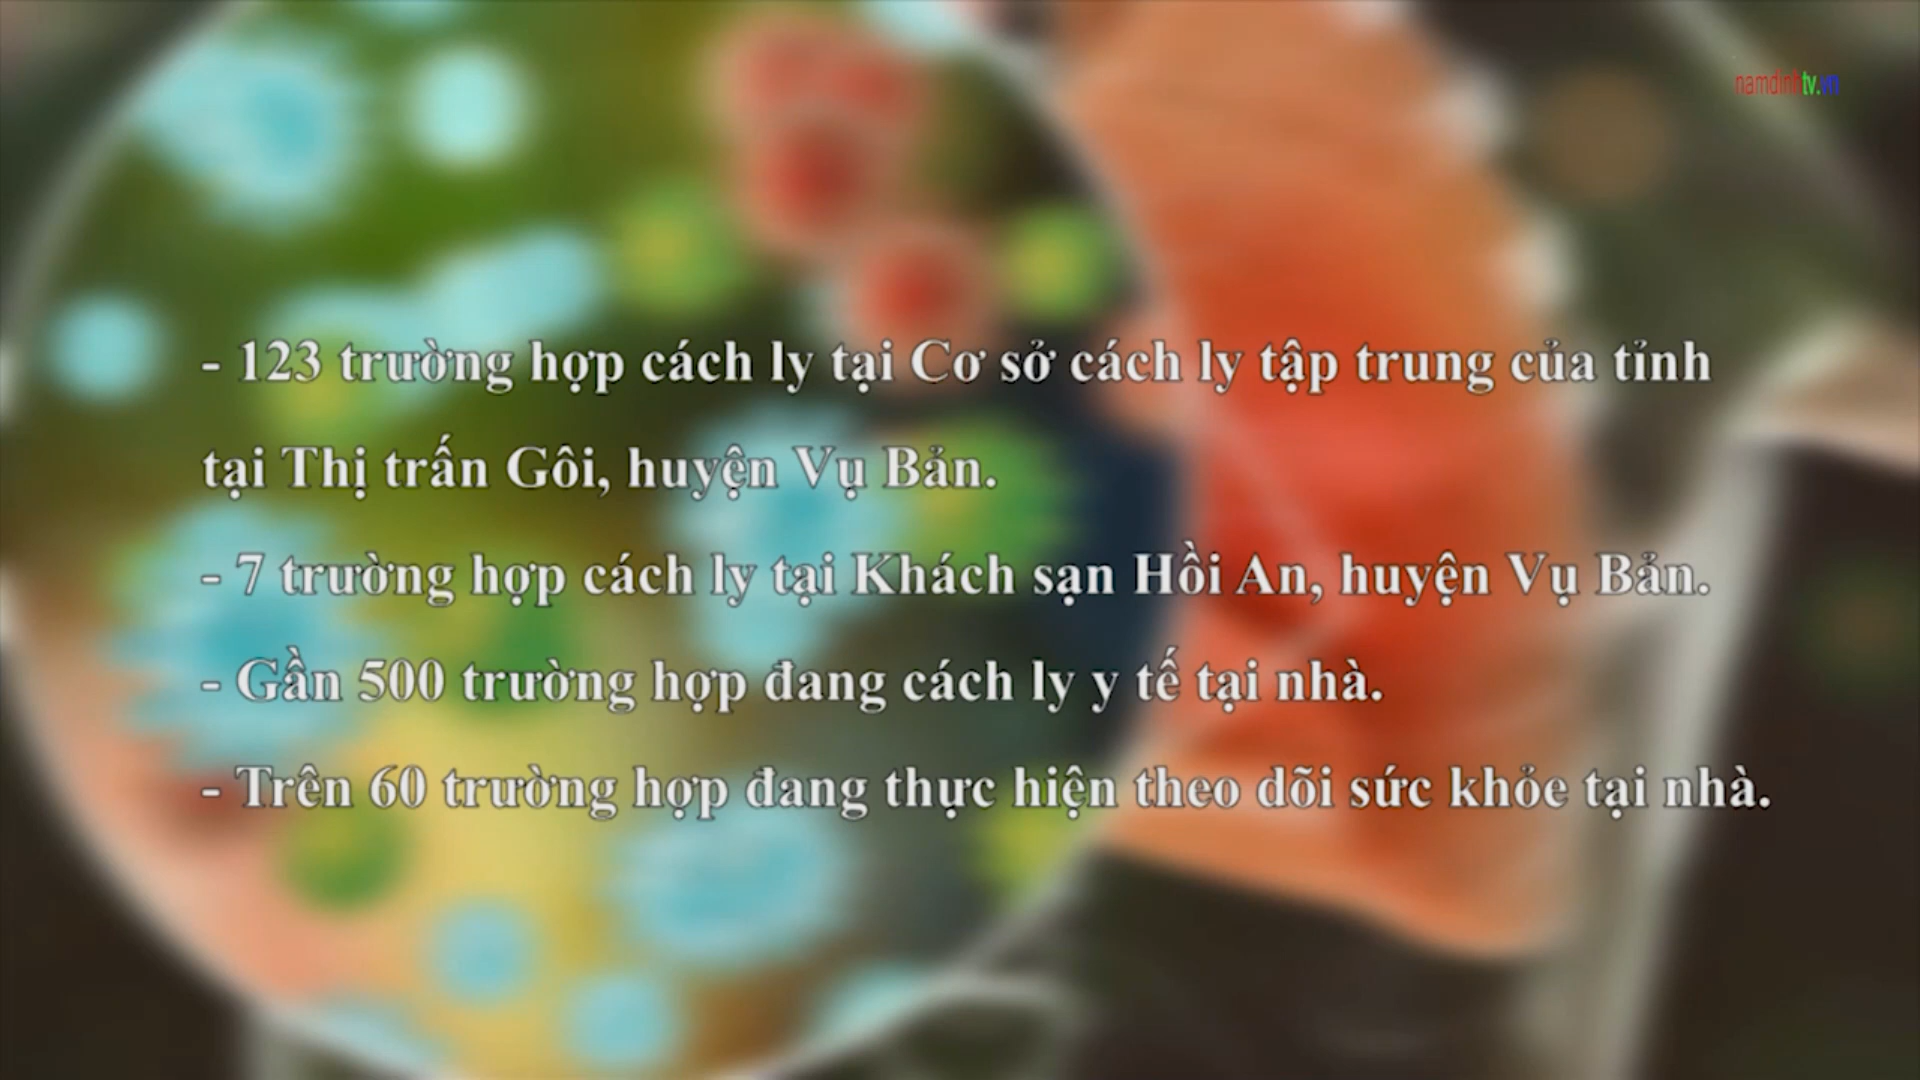 namdinhtv.vn
- 123 trường hợp cách ly tại Cơ sở cách ly tập trung của tỉnh
tại Thị trấn Gôi, huyện Vụ Bản.
- 7 trường hợp cách ly tại Khách sạn Hồi An, huyện Vụ Bản.
- Gần 500 trường hợp đang cách ly y tế tại nhà.
- Trên 60 trường hợp đang thực hiện theo dõi sức khỏe tại nhà.